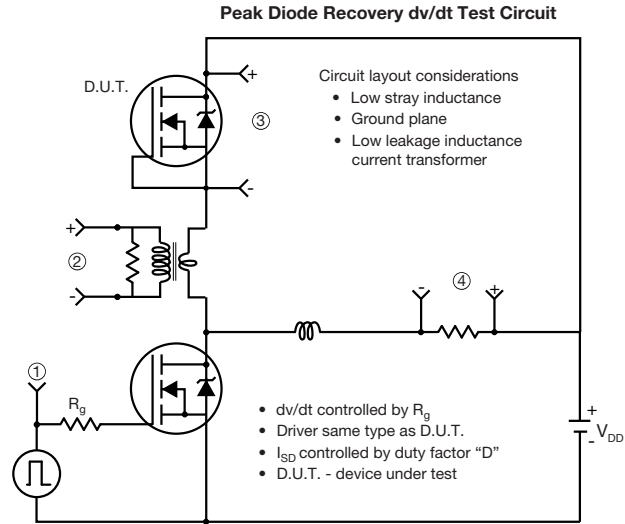 Peak Diode Recovery dv/dt Test Circuit
D.U.T.
+
③
-
Circuit layout considerations
• Low stray inductance
• Ground plane
• Low leakage inductance
current transformer
+
②
-
-
④
+
①
Rg
• dv/dt controlled by Rg
• Driver same type as D.U.T.
• ISD controlled by duty factor “D”
• D.U.T. - device under test
+
-
VDD